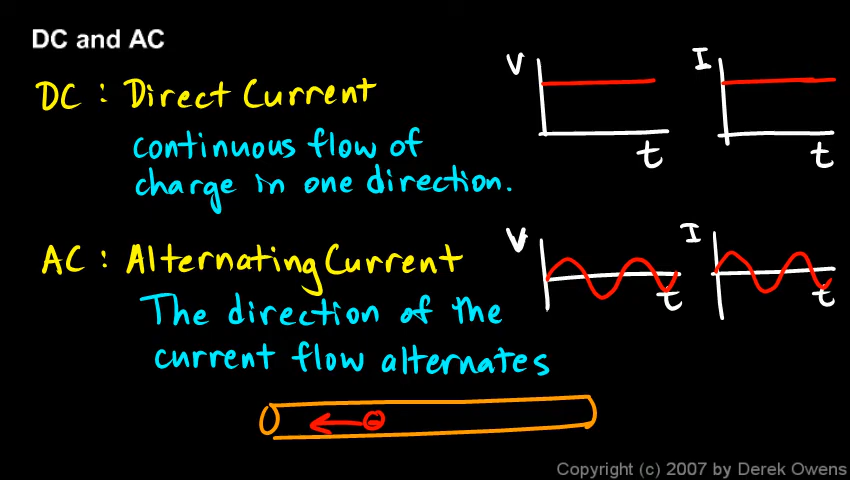 DC and AC
DC : Direct Current
continuous flow of
charge in one direction.
V
t
I
t
AC : Alternating Current
The direction of the
current flow alternates
V
t
I
t
-
Copyright (c) 2007 by Derek Owens